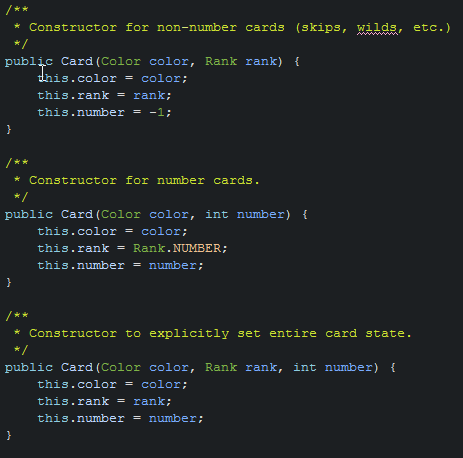 /**
 * Constructor for non-number cards (skips, wilds, etc.)
 */
public Card(Color color, Rank rank) {
    this.color = color;
    this.rank = rank;
    this.number = -1;
}

/**
 * Constructor for number cards.
 */
public Card(Color color, int number) {
    this.color = color;
    this.rank = Rank.NUMBER;
    this.number = number;
}

/**
 * Constructor to explicitly set entire card state.
 */
public Card(Color color, Rank rank, int number) {
    this.color = color;
    this.rank = rank;
    this.number = number;
}